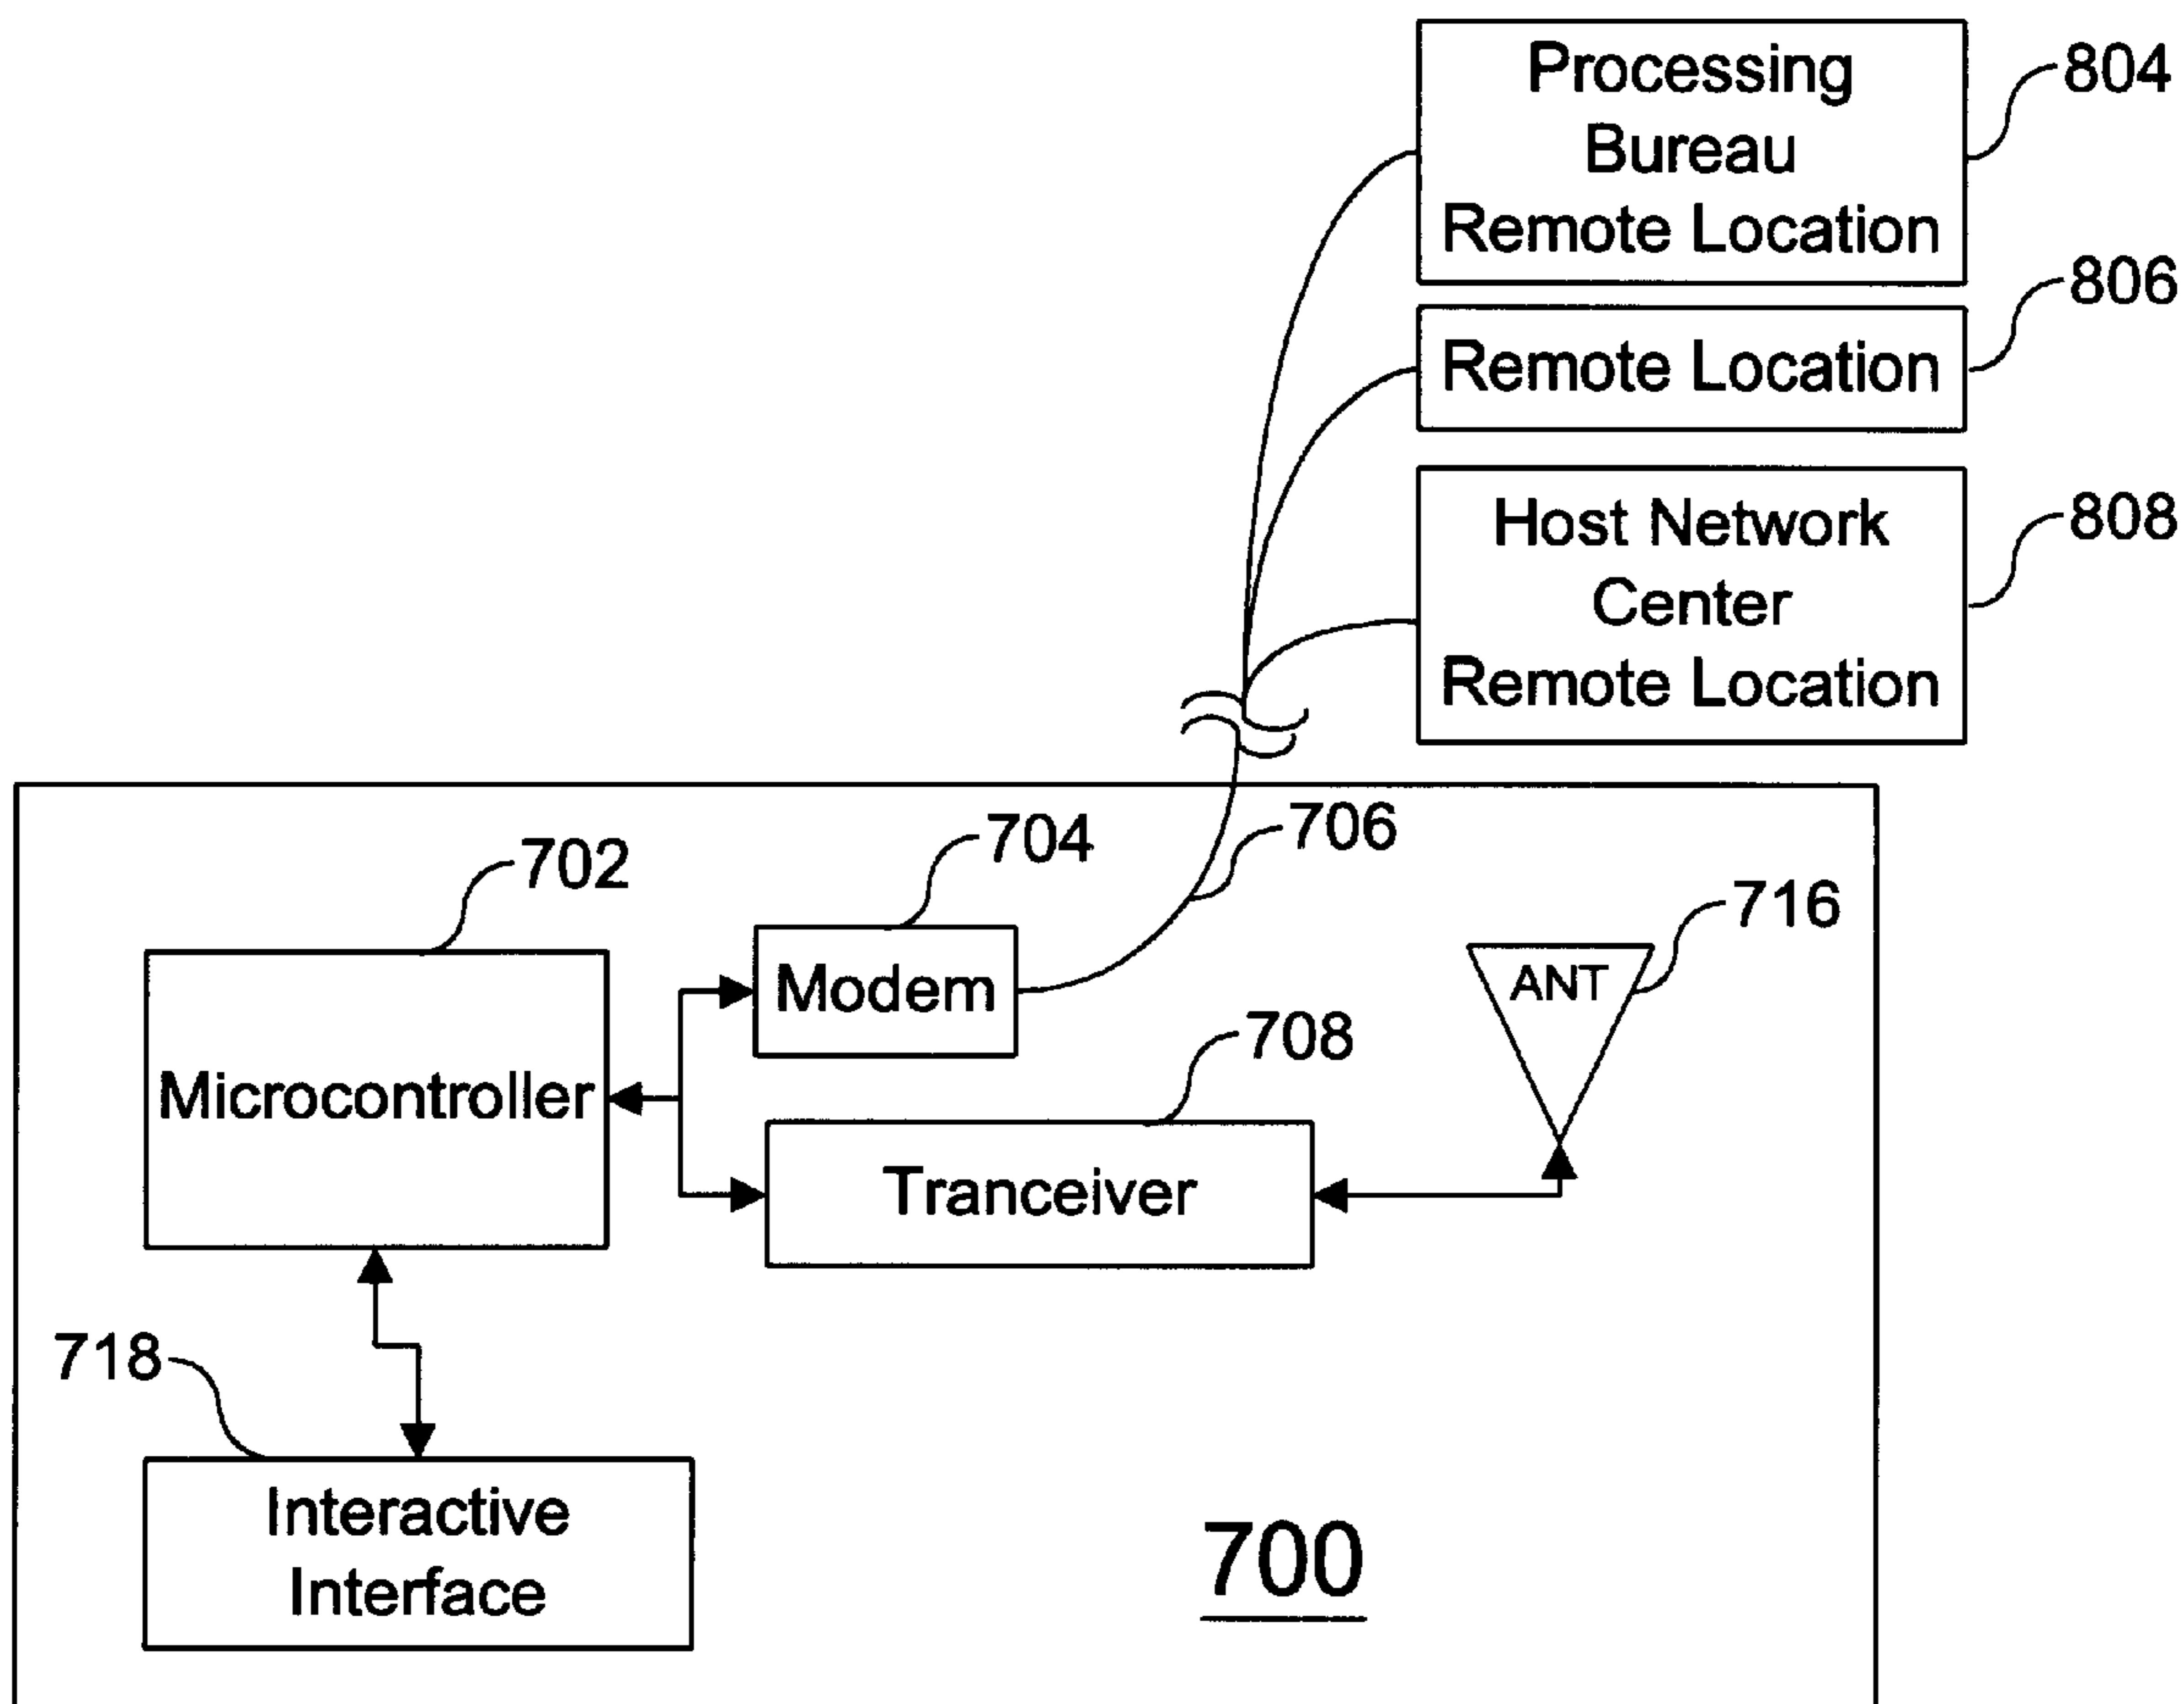 Processing
Bureau
Remote Location
804
Remote Location
806
Host Network
Center
Remote Location
808
702
704
706
716
Microcontroller
Modem
ANT
708
Tranceiver
718
Interactive
Interface
700